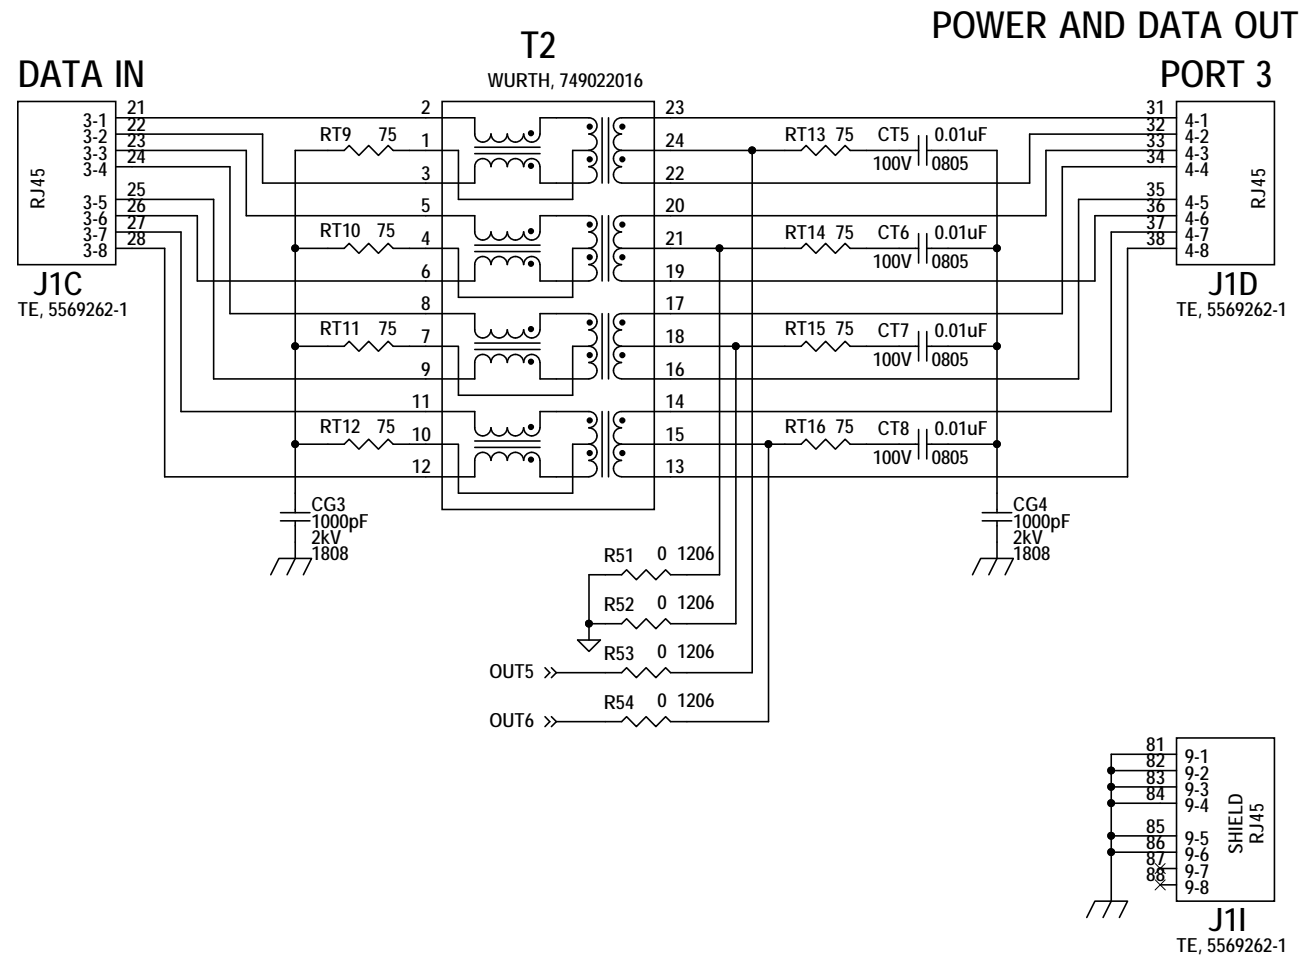 POWER AND DATA OUT
T2
DATA IN
WURTH, 749022016
PORT 3
RJ45
3-1 21
3-2 22
3-3 23
3-4 24
3-5 25
3-6 26
3-7 27
3-8 28
J1C
TE, 5569262-1
RT9 75
RT10 75
RT11 75
RT12 75
CG3
1000pF
2kV
1808
2
1
3
5
4
6
8
7
9
11
10
12
23
24
22
20
21
19
17
18
16
14
15
13
RT13 75 CT5 0.01uF
100V 0805
RT14 75 CT6 0.01uF
100V 0805
RT15 75 CT7 0.01uF
100V 0805
RT16 75 CT8 0.01uF
100V 0805
CG4
1000pF
2kV
1808
31 4-1
32 4-2
33 4-3
34 4-4
35 4-5
36 4-6
37 4-7
38 4-8
RJ45
J1D
TE, 5569262-1
R51 0 1206
R52 0 1206
R53 0 1206
OUT5
R54 0 1206
OUT6
81 9-1
82 9-2
83 9-3
84 9-4
85 9-5
86 9-6
87 9-7
88 9-8
SHIELD
RJ45
J1I
TE, 5569262-1